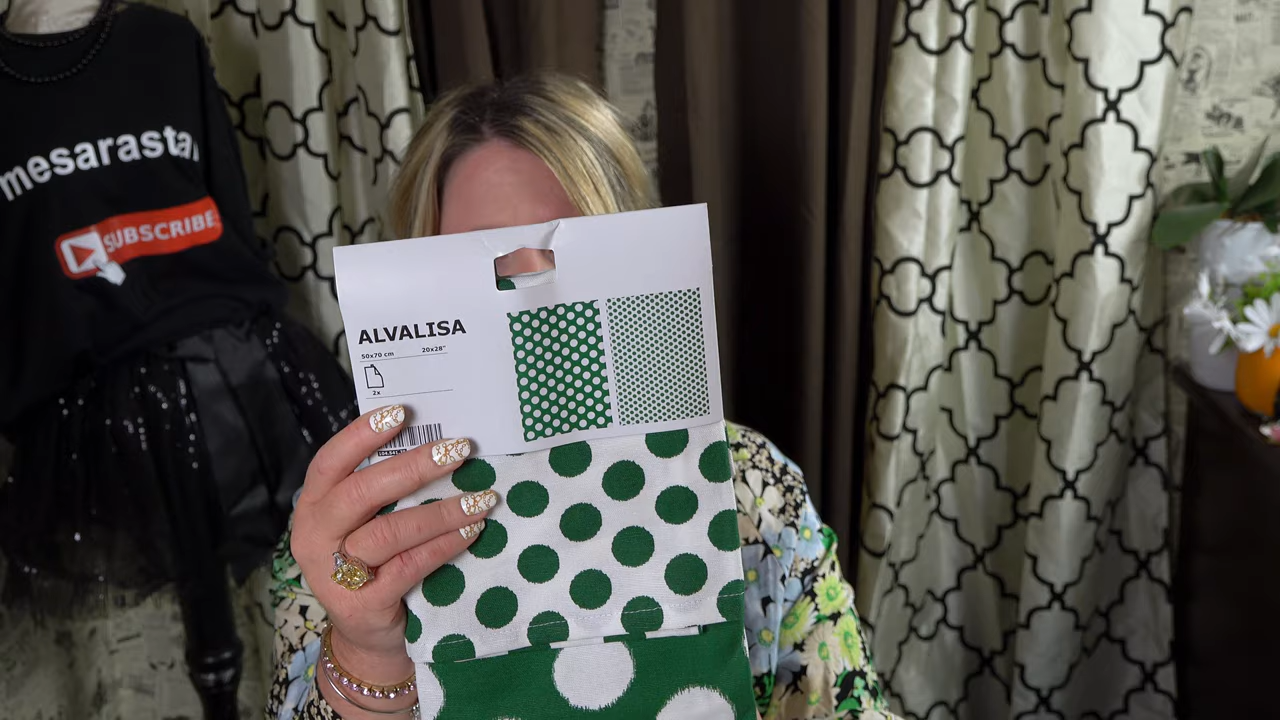 mesarasta
SUBSCRIBE
ALVALISA
50x70 cm 20x28"
2x